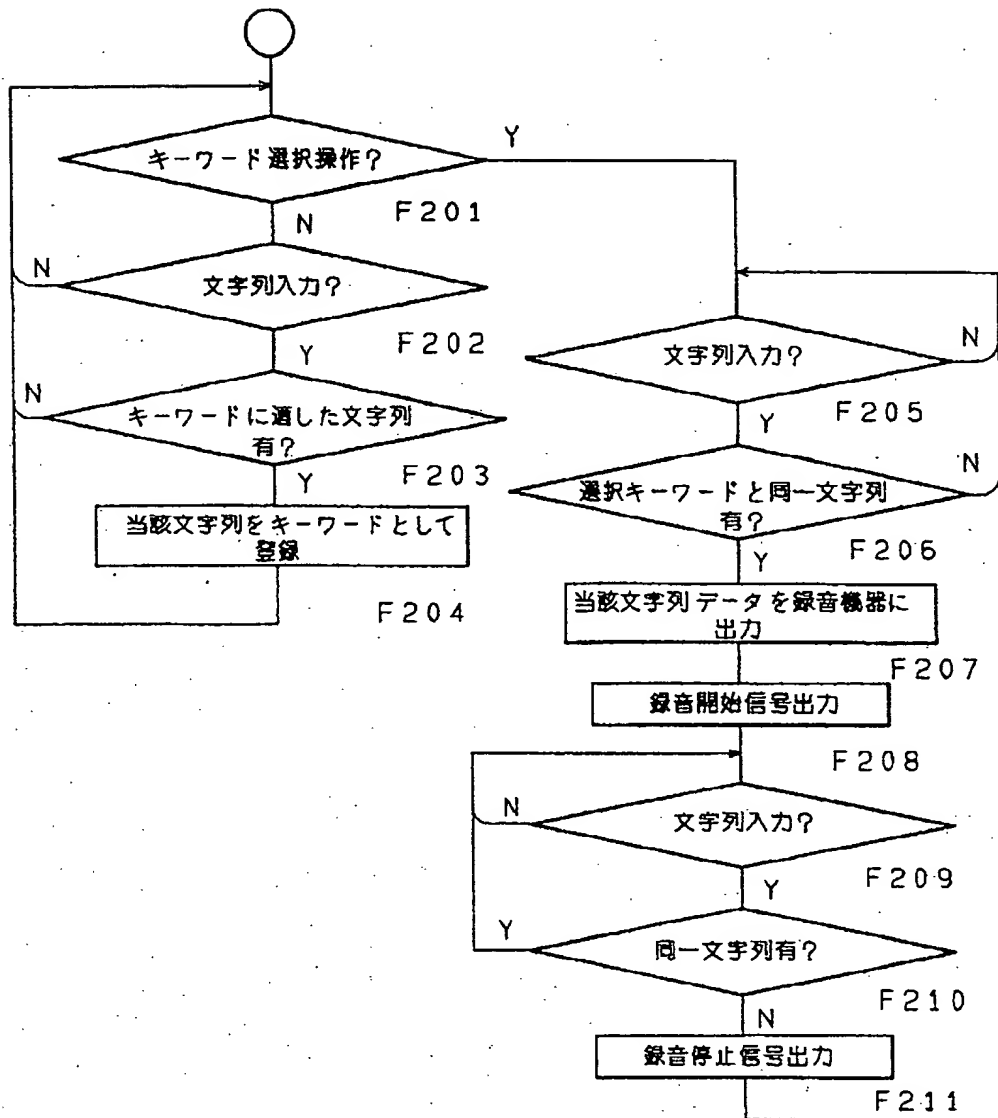 キーワード選択操作?
Y
F201
N
N
文字列入力?
F202
Y
N
キーワードに適した文字列
有?
F203
Y
当該文字列をキーワードとして
登録
F204
文字列入力?
N
F205
Y
N
選択キーワードと同一文字列
有?
F206
Y
当該文字列データを録音機器に
出力
F207
録音開始信号出力
F208
N
文字列入力?
F209
Y
Y
同一文字列有?
F210
N
録音停止信号出力
F211